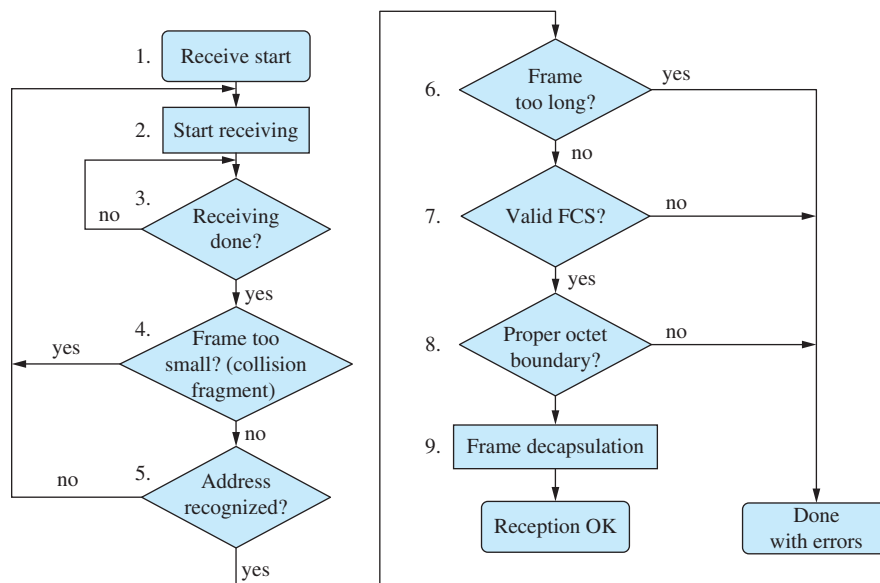 1.
Receive start
2.
Start receiving
3.
no
Receiving
done?
yes
4.
Frame too
small? (collision
fragment)
yes
no
5.
Address
recognized?
no
yes
6.
Frame
too long?
yes
no
7.
Valid FCS?
no
yes
8.
Proper octet
boundary?
no
9.
Frame decapsulation
Reception OK
Done
with errors